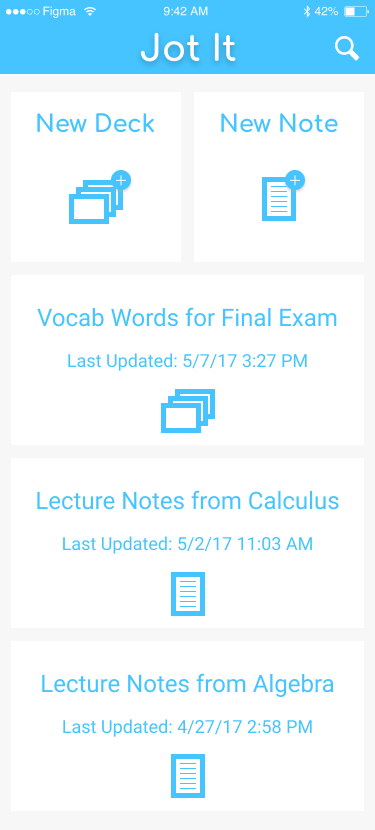 Figma 9:42 AM 42%
Jot It
New Deck New Note
Vocab Words for Final Exam
Last Updated: 5/7/17 3:27 PM
Lecture Notes from Calculus
Last Updated: 5/2/17 11:03 AM
Lecture Notes from Algebra
Last Updated: 4/27/17 2:58 PM